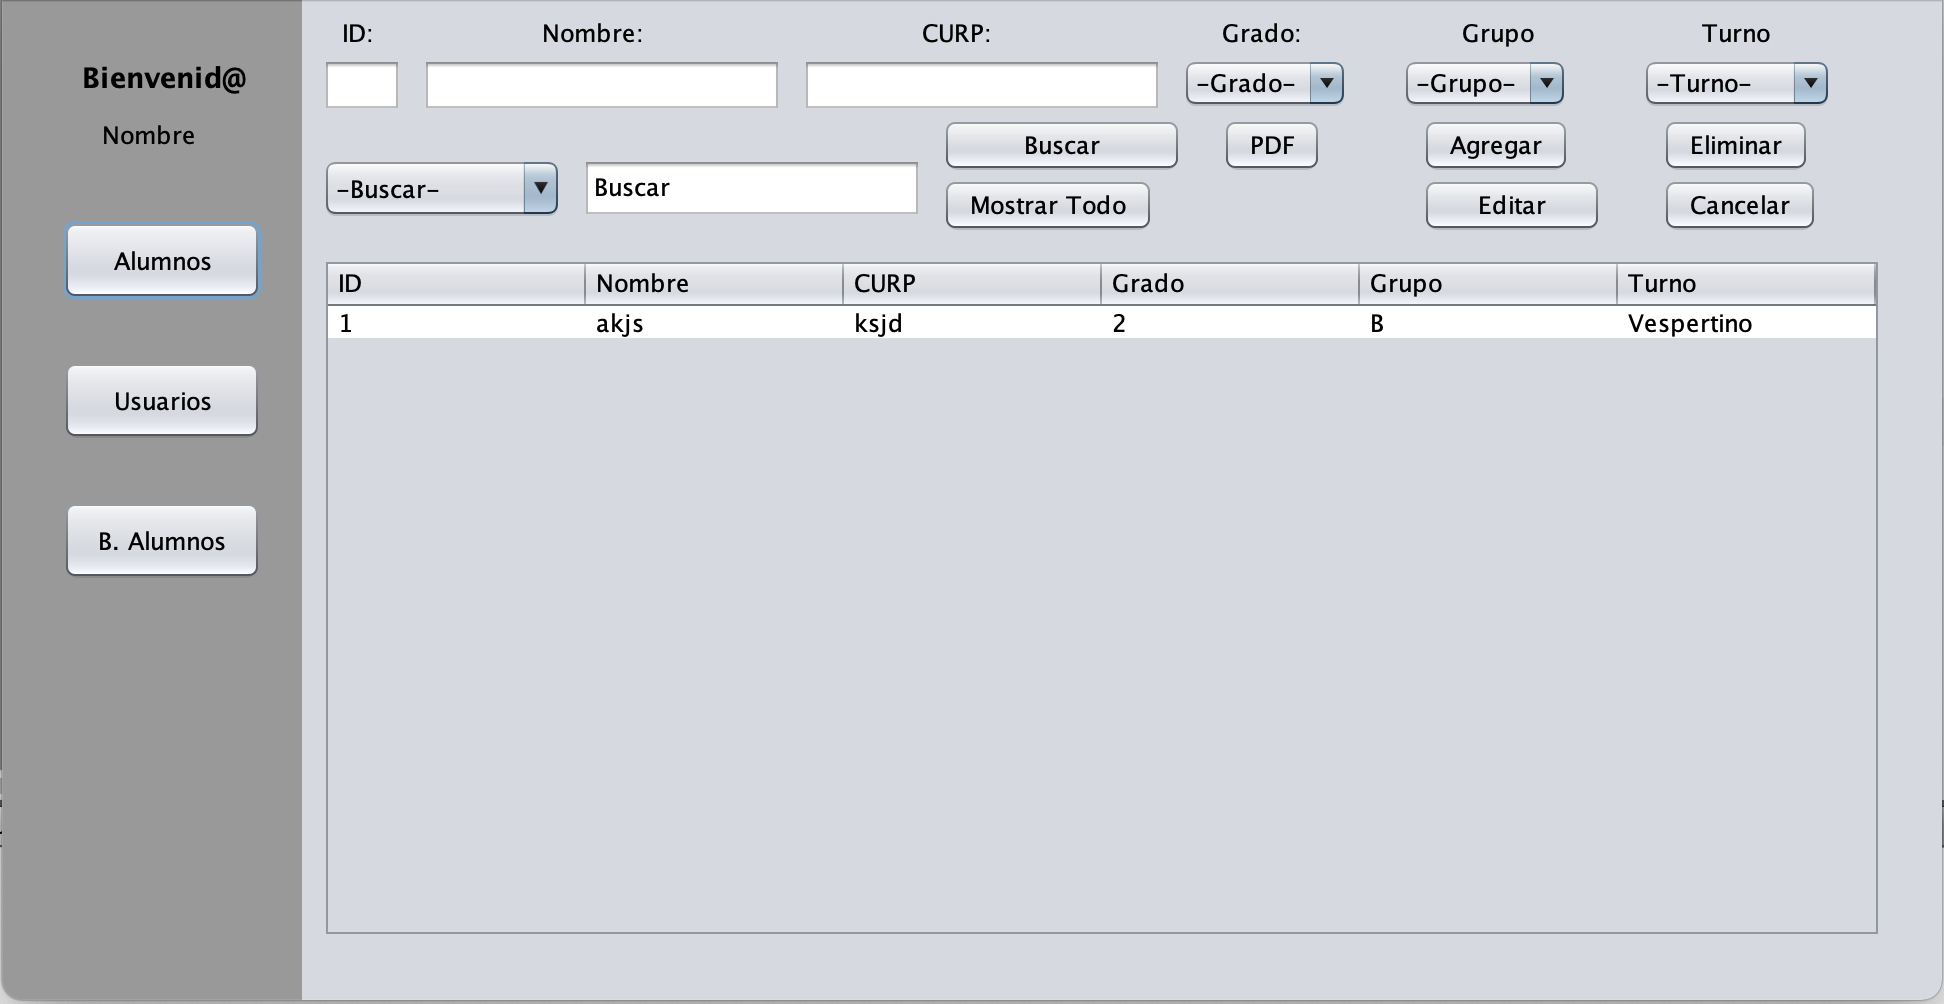 Bienvenid@
Nombre
Alumnos
Usuarios
B. Alumnos
ID: Nombre: CURP: Grado: Grupo Turno
-Grado- -Grupo- -Turno-
Buscar PDF Agregar Eliminar
-Buscar- Buscar
Mostrar Todo Editar Cancelar
ID Nombre CURP Grado Grupo Turno
1 akjs ksjd 2 B Vespertino